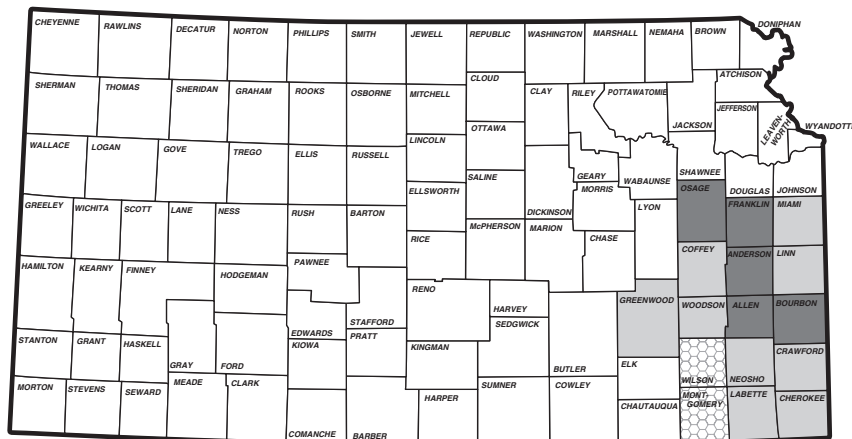 CHEYENNE
RAWLINS
DECATUR
NORTON
PHILLIPS
SMITH
JEWELL
REPUBLIC
WASHINGTON
MARSHALL
NEMAHA
BROWN
DONIPHAN
SHERMAN
THOMAS
SHERIDAN
GRAHAM
ROOKS
OSBORNE
MITCHELL
CLOUD
CLAY
RILEY
POTTAWATOMIE
JACKSON
ATCHISON
JEFFERSON
LEAVEN-
WORTH
WYANDOTT
WALLACE
LOGAN
GOVE
TREGO
ELLIS
RUSSELL
LINCOLN
OTTAWA
SALINE
ELLSWORTH
DICKINSON
GEARY
MORRIS
WABAUNSE
SHAWNEE
OSAGE
DOUGLAS
JOHNSON
GREELEY
WICHITA
SCOTT
LANE
NESS
RUSH
BARTON
RICE
McPHERSON
MARION
CHASE
LYON
FRANKLIN
MIAMI
HAMILTON
KEARNY
FINNEY
HODGEMAN
PAWNEE
EDWARDS
STAFFORD
RENO
HARVEY
SEDGWICK
BUTLER
GREENWOOD
COFFEY
ANDERSON
LINN
WOODSON
ALLEN
BOURBON
STANTON
GRANT
HASKELL
GRAY
FORD
KIOWA
PRATT
KINGMAN
ELK
WILSON
NEOSHO
CRAWFORD
MORTON
STEVENS
SEWARD
MEADE
CLARK
COMANCHE
BARBER
HARPER
SUMNER
COWLEY
CHAUTAUQUA
MONT-
GOMERY
LABETTE
CHEROKEE